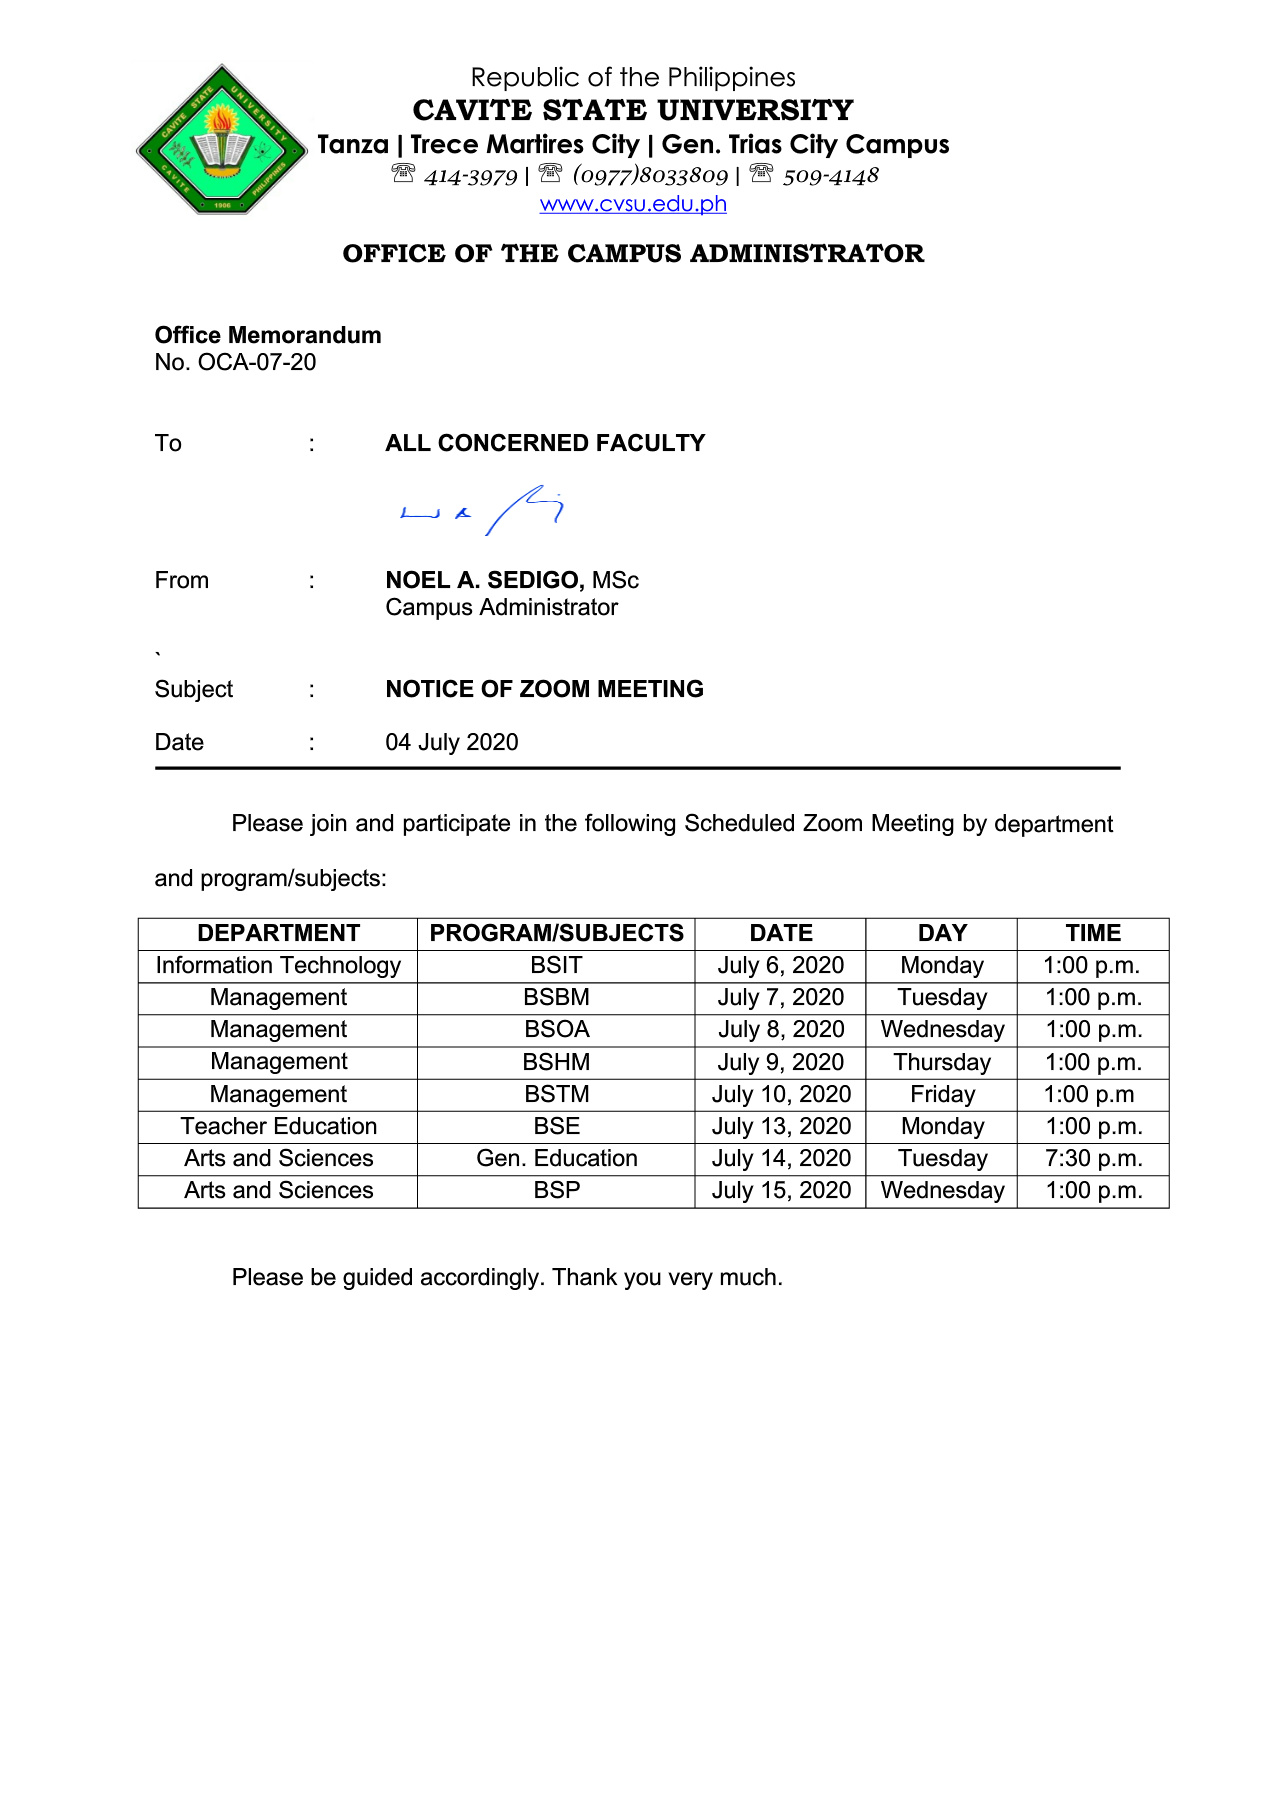 Republic of the Philippines
CAVITE STATE UNIVERSITY
Tanza | Trece Martires City | Gen. Trias City Campus
☏ 414-3979 | ☏ (0977)8033809 | ☏ 509-4148
www.cvsu.edu.ph
CAVITE STATE UNIVERSITY
CAVITE PHILIPPINES
1906
OFFICE OF THE CAMPUS ADMINISTRATOR
Office Memorandum
No. OCA-07-20
To : ALL CONCERNED FACULTY
From : NOEL A. SEDIGO, MSc
Campus Administrator
`
Subject : NOTICE OF ZOOM MEETING
Date : 04 July 2020
Please join and participate in the following Scheduled Zoom Meeting by department
and program/subjects:
DEPARTMENT PROGRAM/SUBJECTS DATE DAY TIME
Information Technology BSIT July 6, 2020 Monday 1:00 p.m.
Management BSBM July 7, 2020 Tuesday 1:00 p.m.
Management BSOA July 8, 2020 Wednesday 1:00 p.m.
Management BSHM July 9, 2020 Thursday 1:00 p.m.
Management BSTM July 10, 2020 Friday 1:00 p.m
Teacher Education BSE July 13, 2020 Monday 1:00 p.m.
Arts and Sciences Gen. Education July 14, 2020 Tuesday 7:30 p.m.
Arts and Sciences BSP July 15, 2020 Wednesday 1:00 p.m.
Please be guided accordingly. Thank you very much.